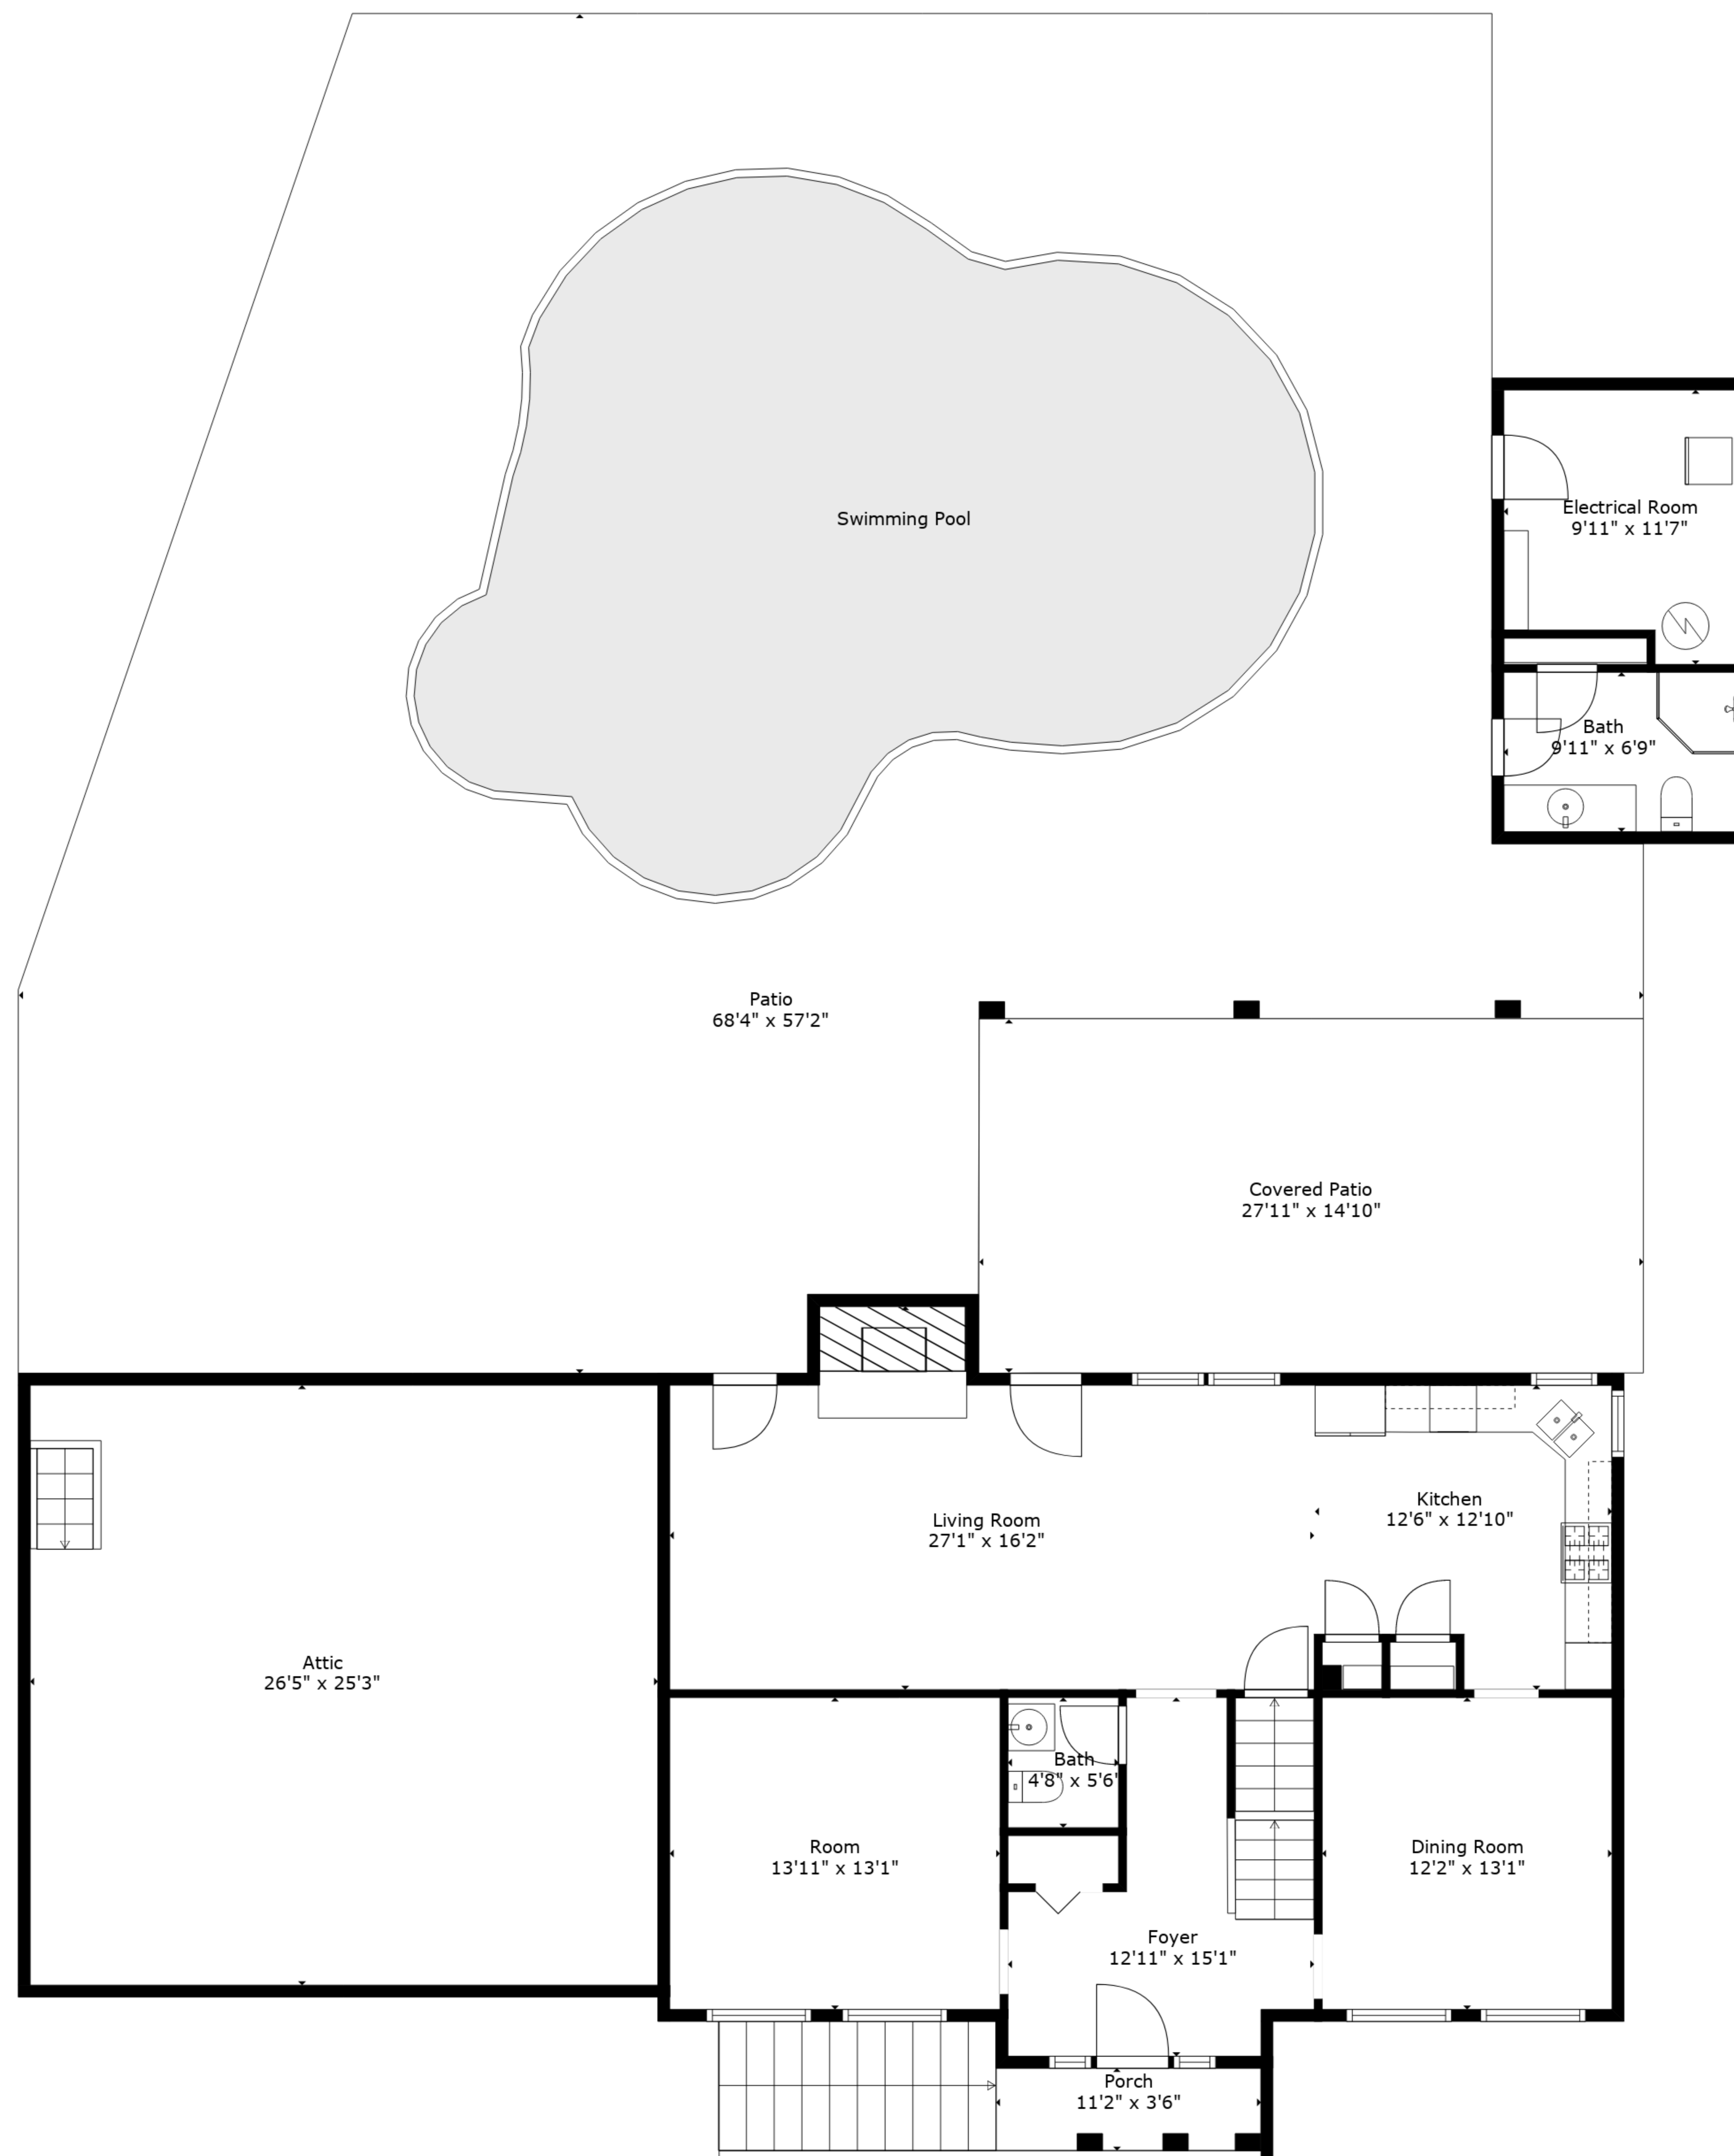 Swimming Pool
Electrical Room
9'11" x 11'7"
Bath
9'11" x 6'9"
Patio
68'4" x 57'2"
Covered Patio
27'11" x 14'10"
Living Room
27'1" x 16'2"
Kitchen
12'6" x 12'10"
Attic
26'5" x 25'3"
Bath
4'8" x 5'6"
Room
13'11" x 13'1"
Dining Room
12'2" x 13'1"
Foyer
12'11" x 15'1"
Porch
11'2" x 3'6"